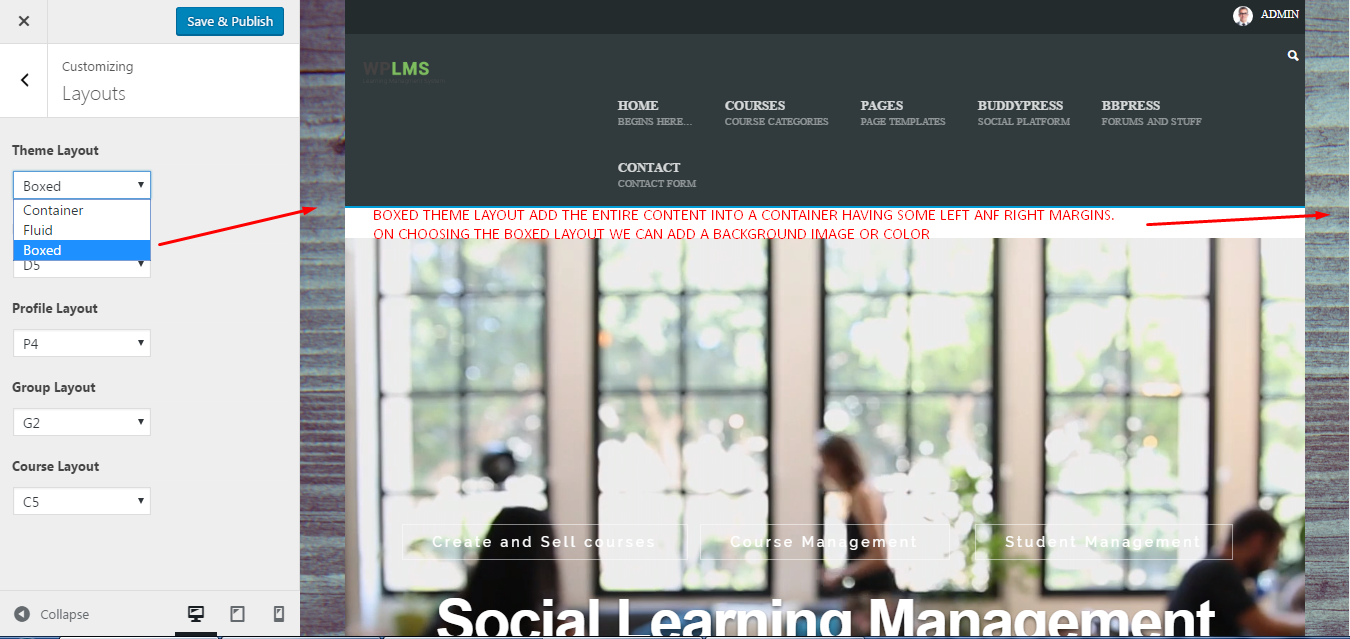 Save & Publish
Customizing
Layouts
Theme Layout
Boxed
Container
Fluid
Boxed
D5
Profile Layout
P4
Group Layout
G2
Course Layout
C5
Collapse
ADMIN
WPLMS
HOME
BEGINS HERE...
COURSES
COURSE CATEGORIES
PAGES
PAGE TEMPLATES
BUDDYPRESS
SOCIAL PLATFORM
BBPRESS
FORUMS AND STUFF
CONTACT
CONTACT FORM
BOXED THEME LAYOUT ADD THE ENTIRE CONTENT INTO A CONTAINER HAVING SOME LEFT ANF RIGHT MARGINS.
ON CHOOSING THE BOXED LAYOUT WE CAN ADD A BACKGROUND IMAGE OR COLOR
Create and Sell courses
Course Management
Student Management
Social Learning Management